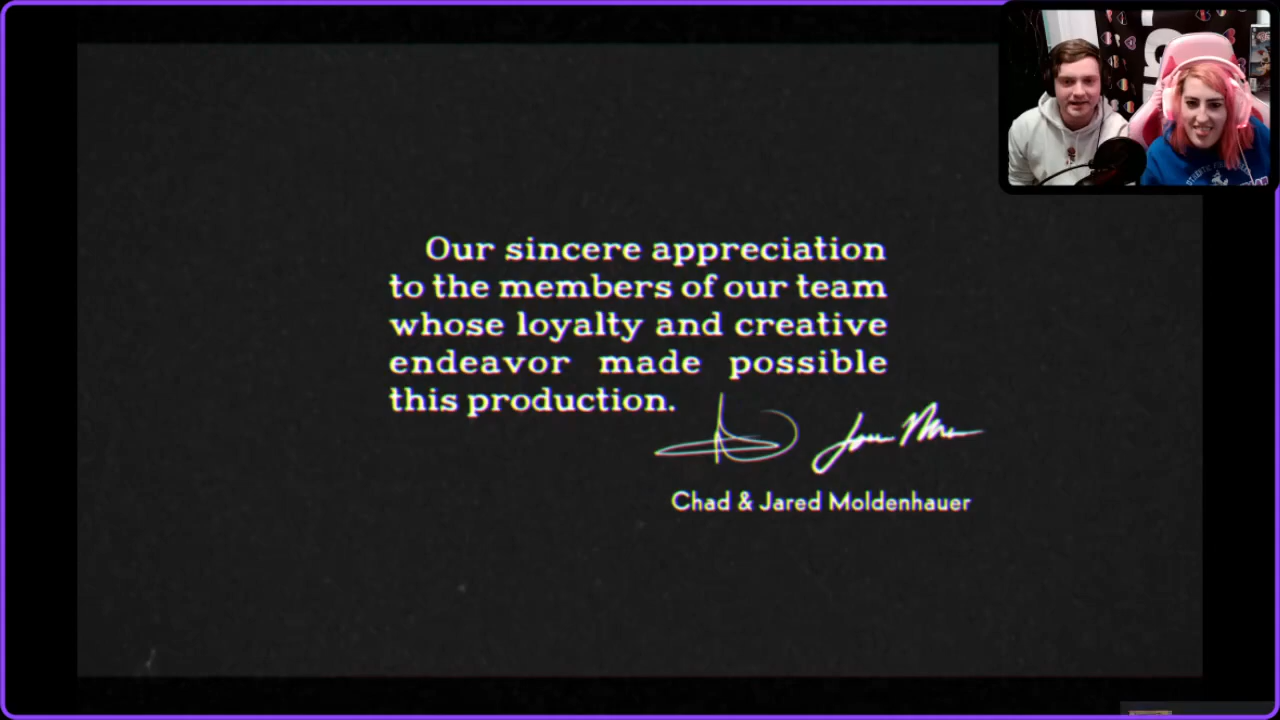 Our sincere appreciation
to the members of our team
whose loyalty and creative
endeavor made possible
this production.
Chad & Jared Moldenhauer